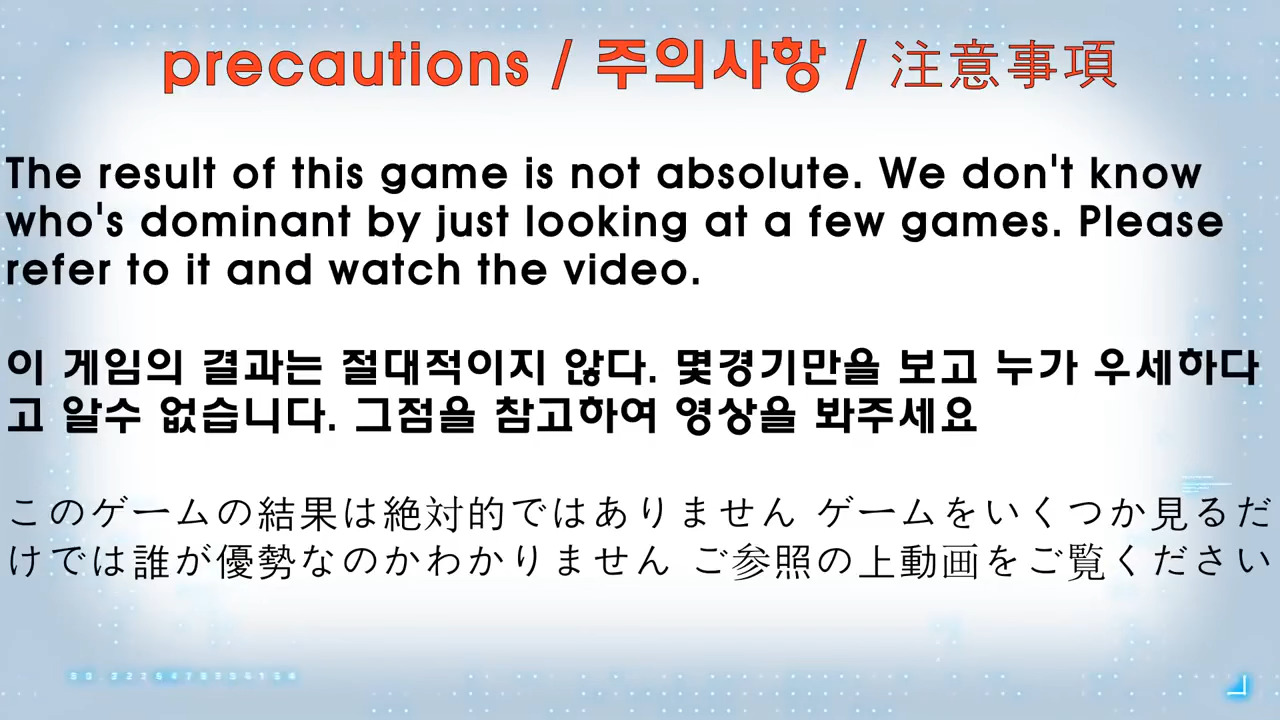 precautions / 주의사항 / 注意事項
The result of this game is not absolute. We don't know
who's dominant by just looking at a few games. Please
refer to it and watch the video.
이 게임의 결과는 절대적이지 않다. 몇경기만을 보고 누가 우세하다
고 알수 없습니다. 그점을 참고하여 영상을 봐주세요
このゲームの結果は絶対的ではありません ゲームをいくつか見るだ
けでは誰が優勢なのかわかりません ご参照の上動画をご覧ください